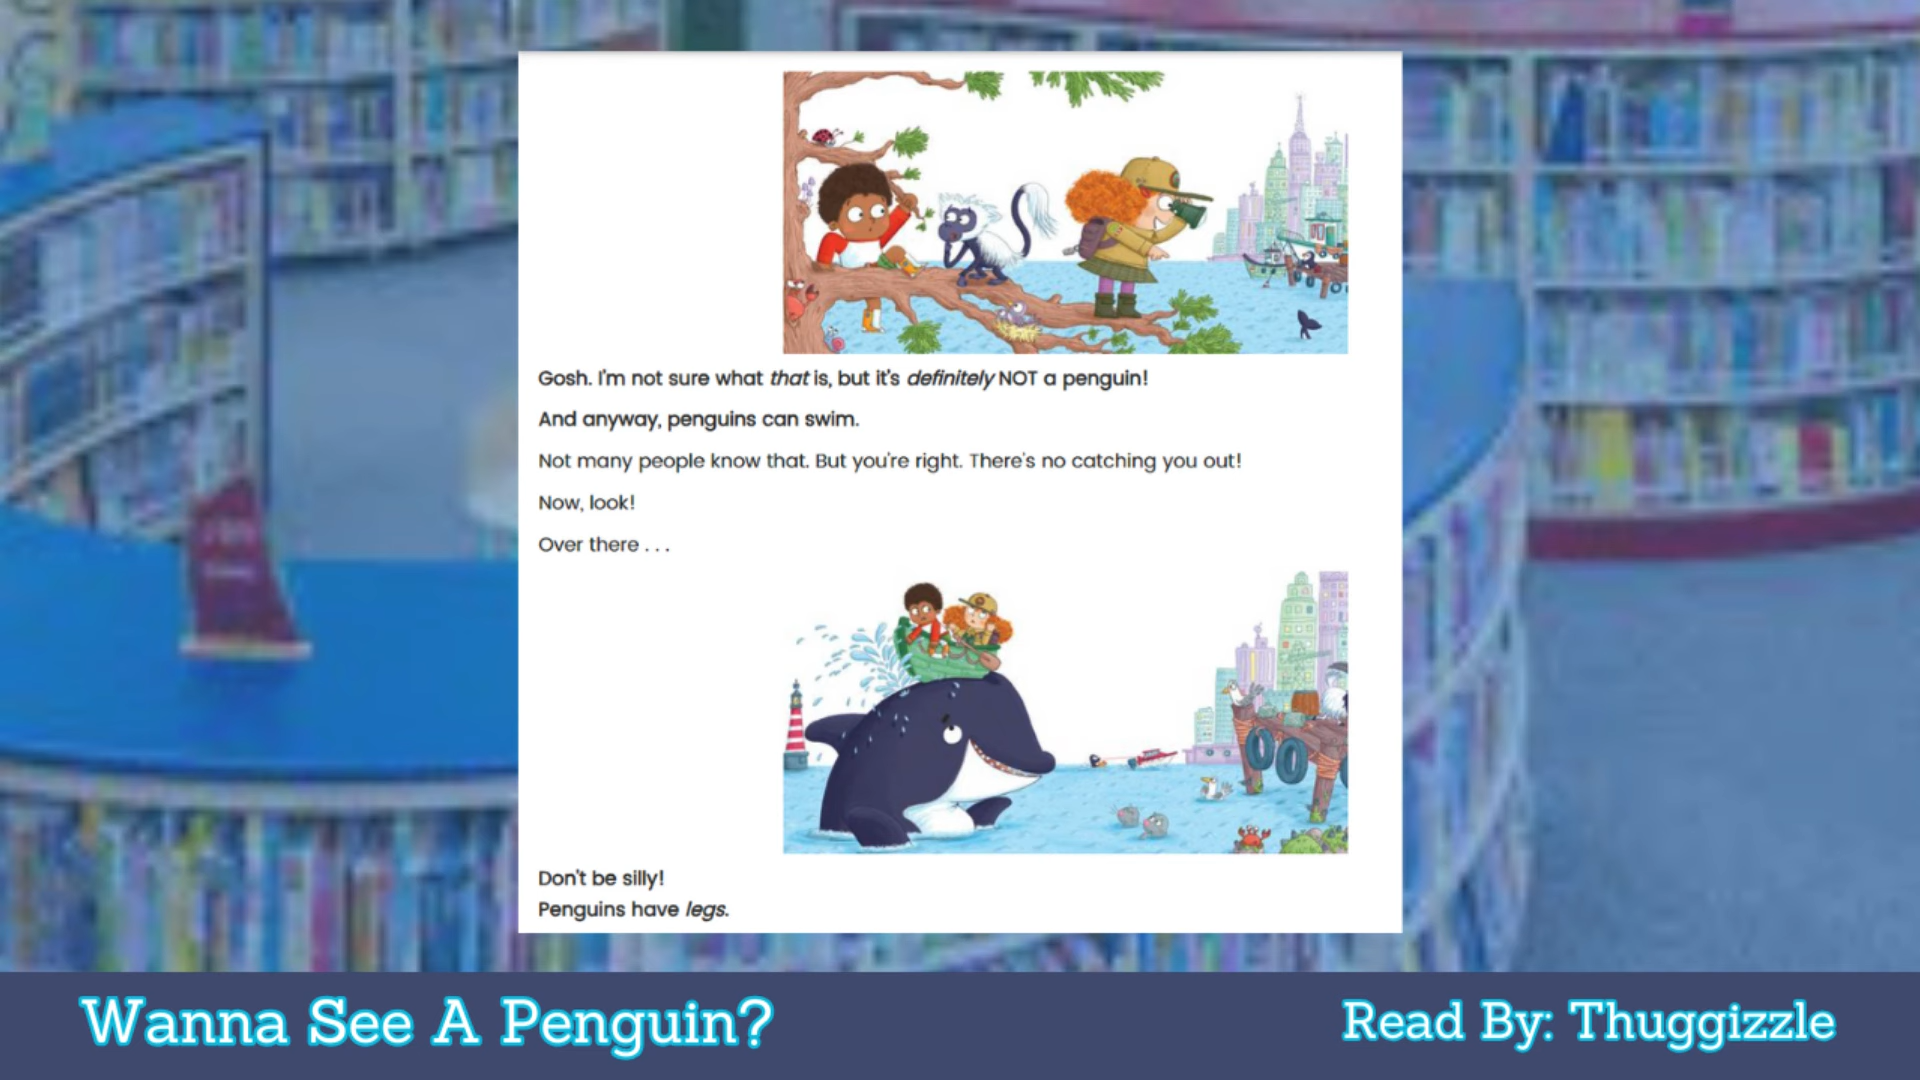 Gosh. I'm not sure what that is, but it's definitely NOT a penguin!
And anyway, penguins can swim.
Not many people know that. But you're right. There's no catching you out!
Now, look!
Over there . . .
Don't be silly!
Penguins have legs.
Wanna See A Penguin?
Read By: Thuggizzle